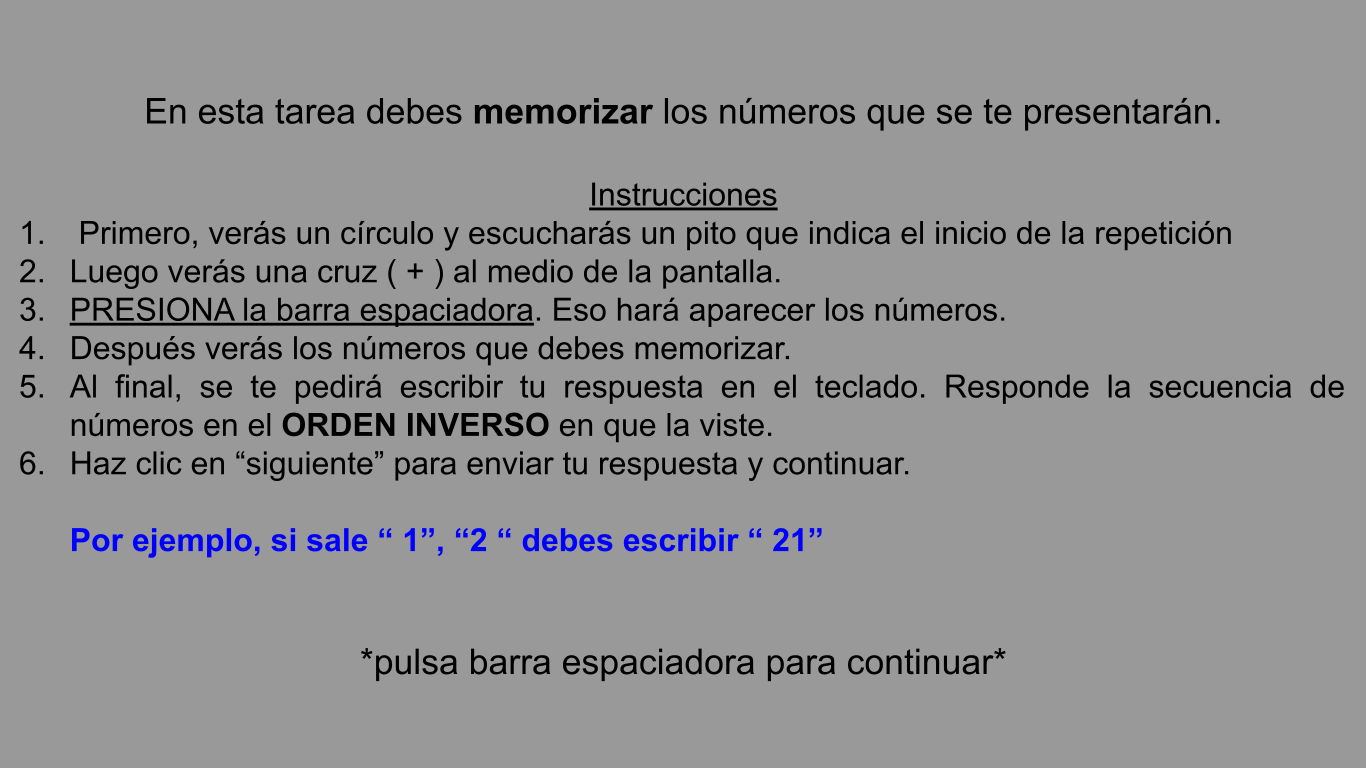 En esta tarea debes memorizar los números que se te presentarán.
Instrucciones
1. Primero, verás un círculo y escucharás un pito que indica el inicio de la repetición
2. Luego verás una cruz ( + ) al medio de la pantalla.
3. PRESIONA la barra espaciadora. Eso hará aparecer los números.
4. Después verás los números que debes memorizar.
5. Al final, se te pedirá escribir tu respuesta en el teclado. Responde la secuencia de
números en el ORDEN INVERSO en que la viste.
6. Haz clic en “siguiente” para enviar tu respuesta y continuar.
Por ejemplo, si sale “ 1”, “2 “ debes escribir “ 21”
*pulsa barra espaciadora para continuar*